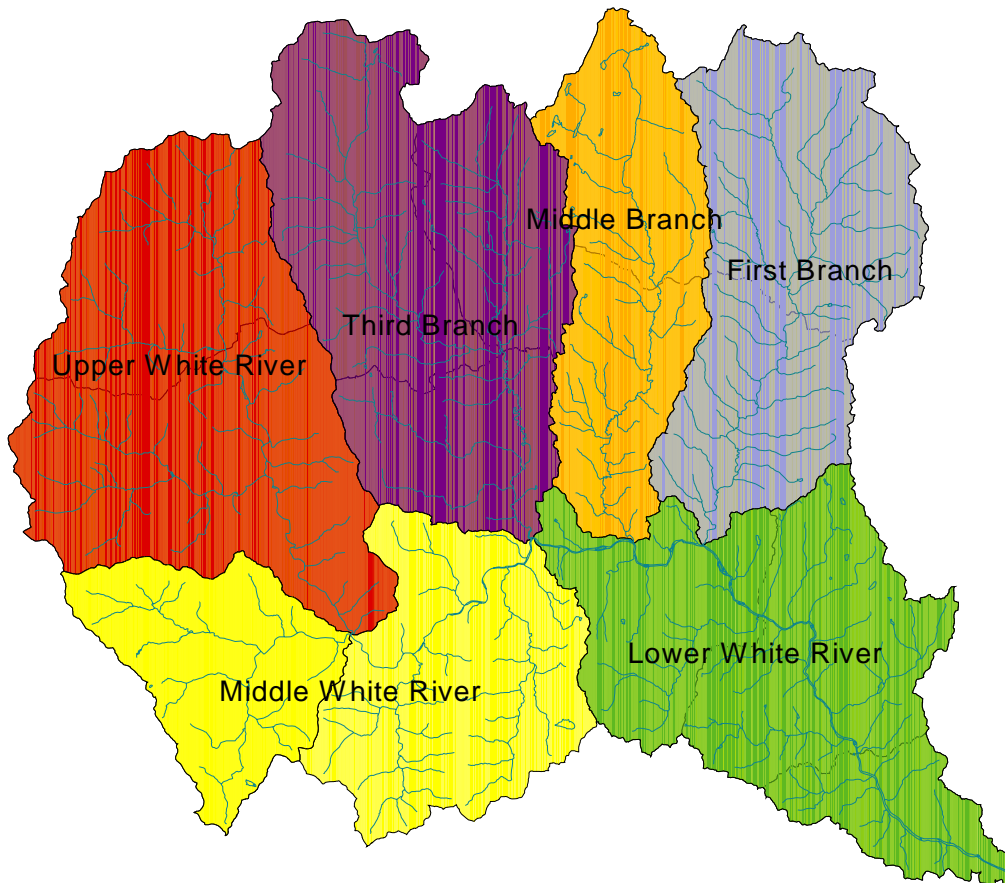 Middle Branch
First Branch
Third Branch
Upper White River
Lower White River
Middle White River